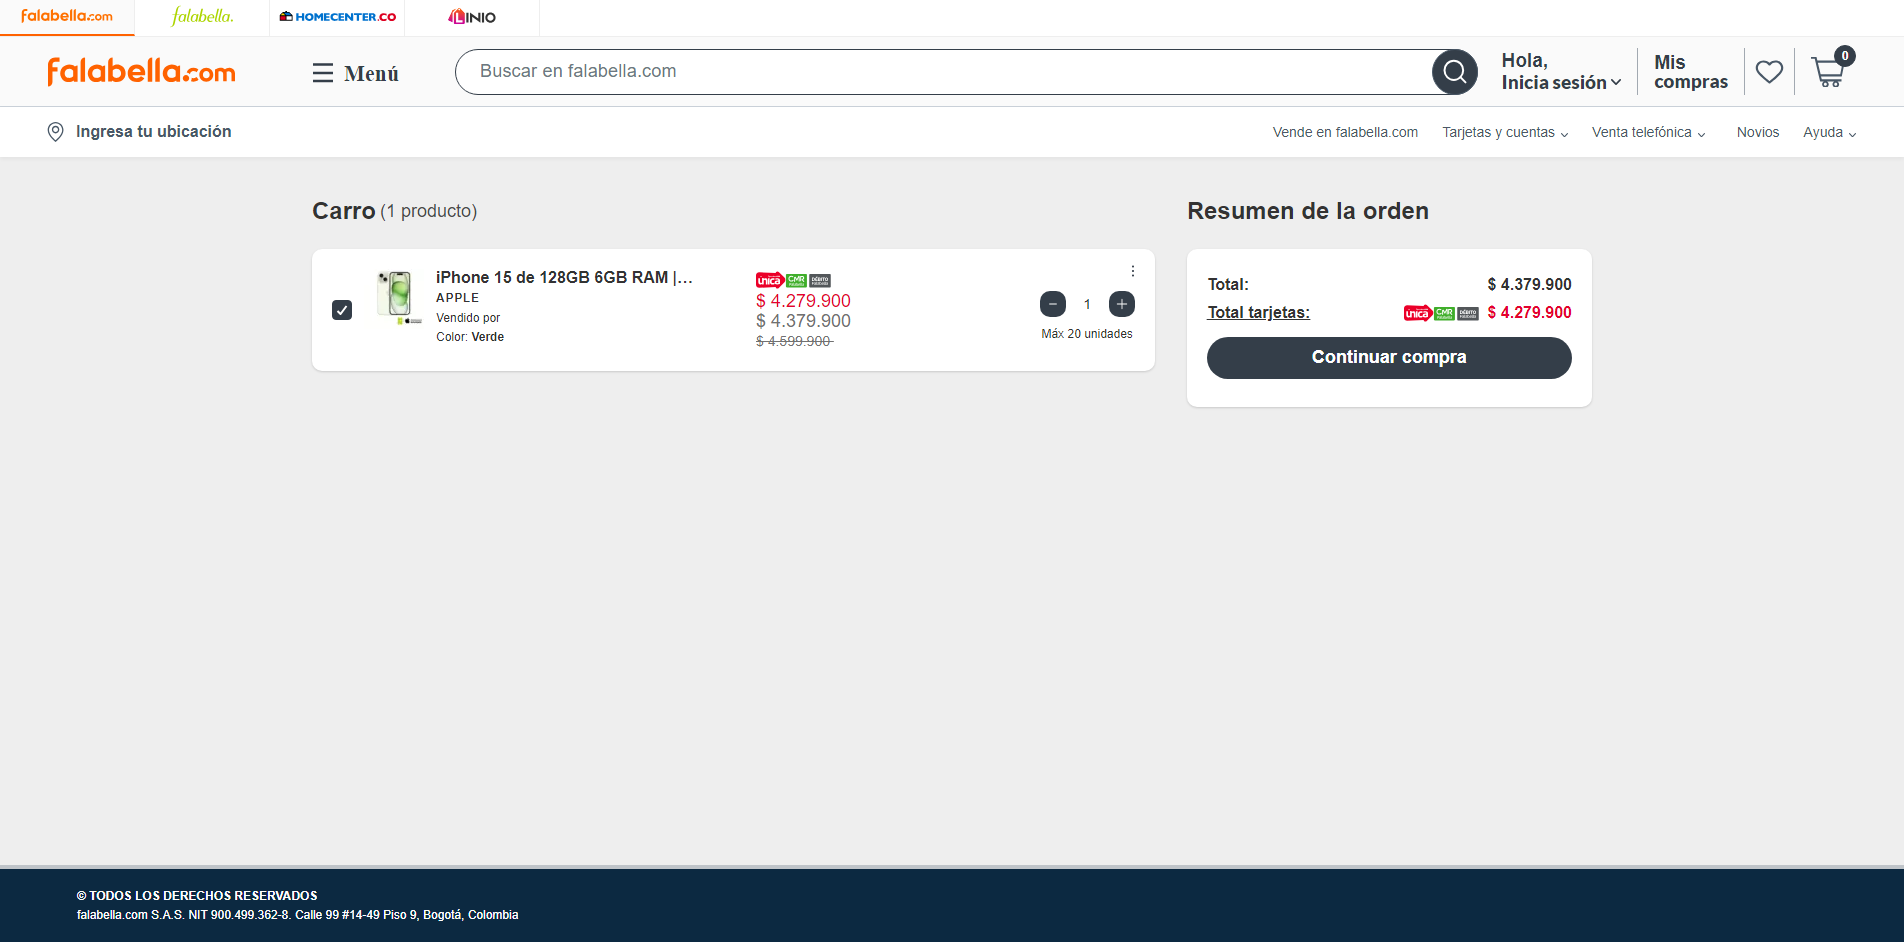 falabella.com
falabella.
HOMECENTER.CO
LINIO
falabella.com
Menú
Buscar en falabella.com
Hola,
Inicia sesión
Mis
compras
0
Ingresa tu ubicación
Vende en falabella.com
Tarjetas y cuentas
Venta telefónica
Novios
Ayuda
Carro (1 producto)
iPhone 15 de 128GB 6GB RAM |...
APPLE
Vendido por
Color: Verde
única CMR DÉBITO
$ 4.279.900
$ 4.379.900
$ 4.599.900
1
Máx 20 unidades
Resumen de la orden
Total: $ 4.379.900
Total tarjetas: única CMR DÉBITO $ 4.279.900
Continuar compra
© TODOS LOS DERECHOS RESERVADOS
falabella.com S.A.S. NIT 900.499.362-8. Calle 99 #14-49 Piso 9, Bogotá, Colombia